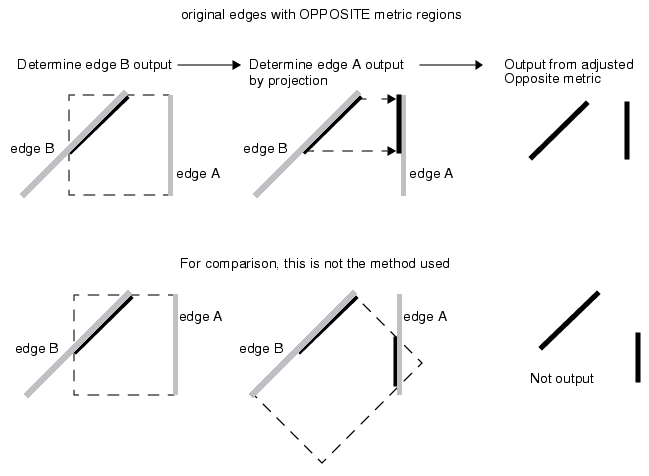 original edges with OPPOSITE metric regions
Determine edge B output
Determine edge A output
by projection
Output from adjusted
Opposite metric
edge B
edge A
edge B
edge A
For comparison, this is not the method used
edge B
edge A
edge B
edge A
Not output